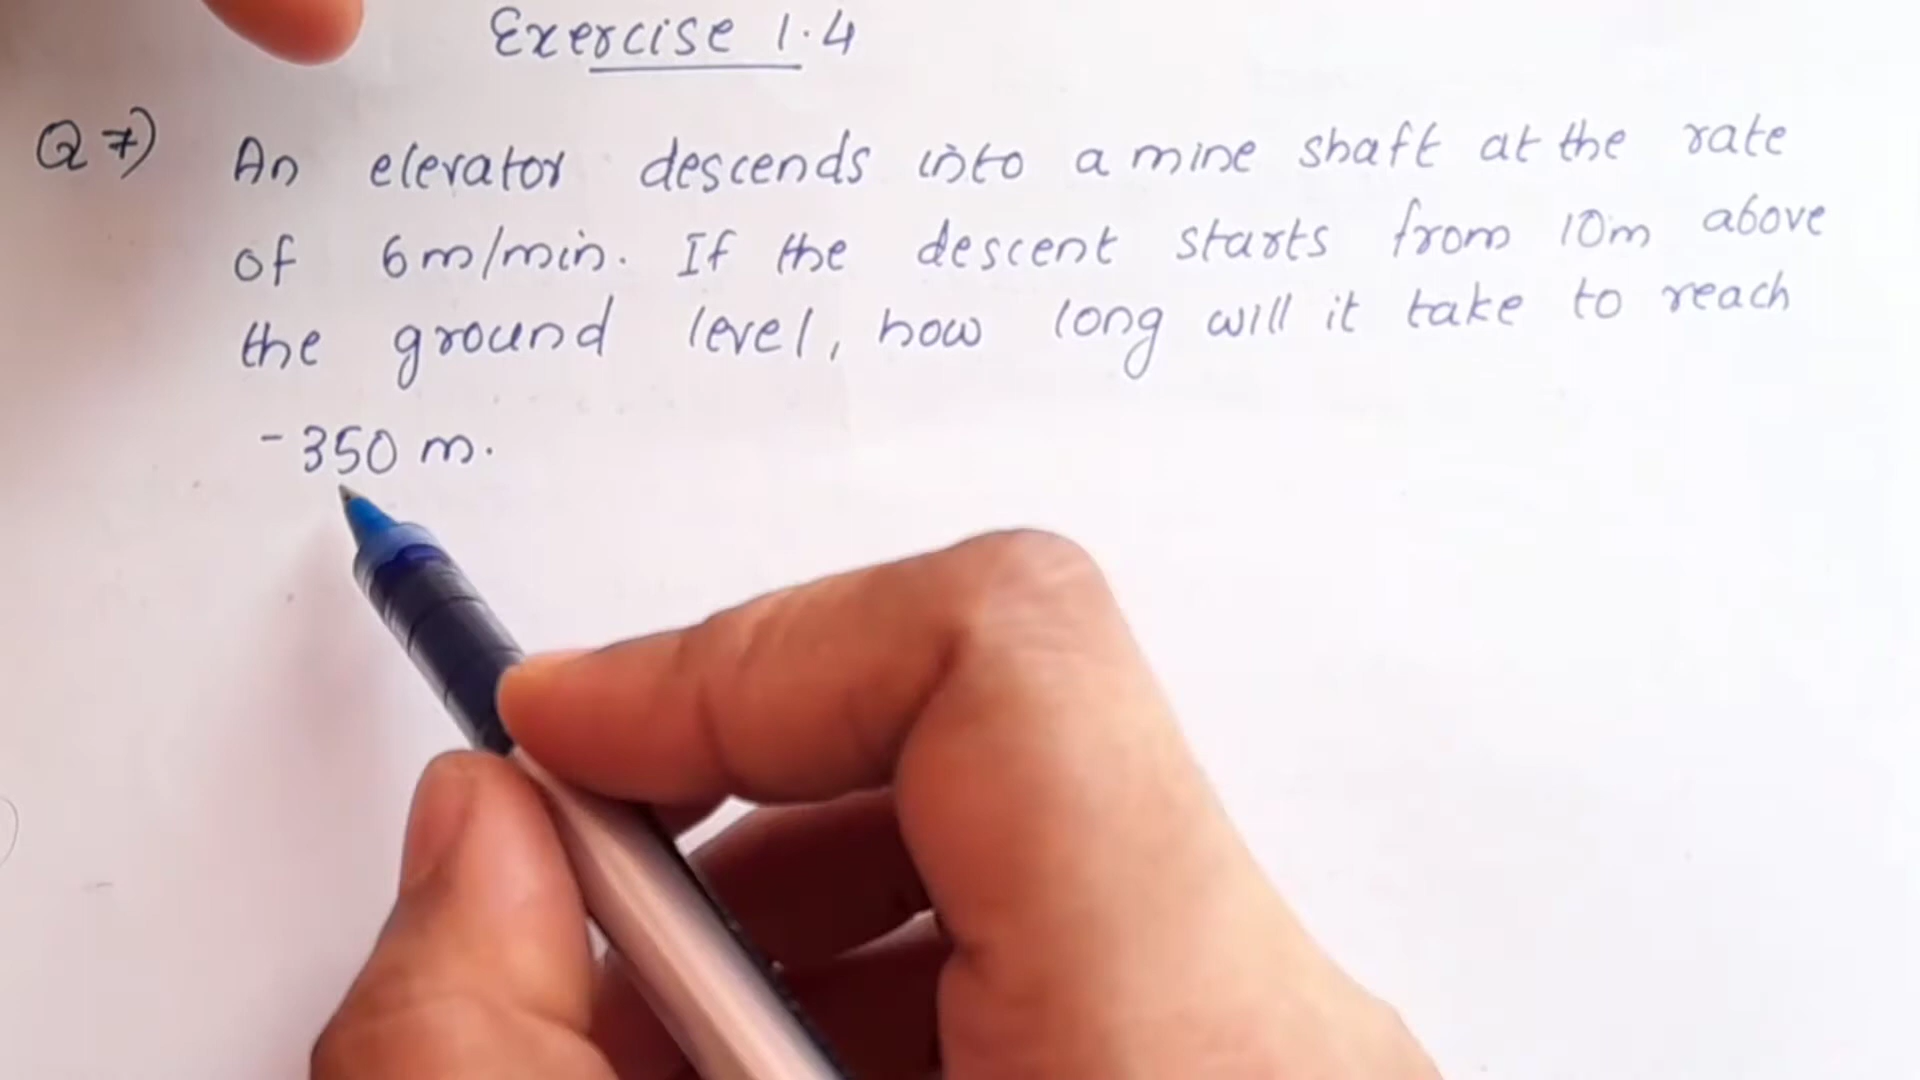 Exercise 1.4
Q7) An elevator descends into a mine shaft at the rate
of 6m/min. If the descent starts from 10m above
the ground level, how long will it take to reach
-350 m.